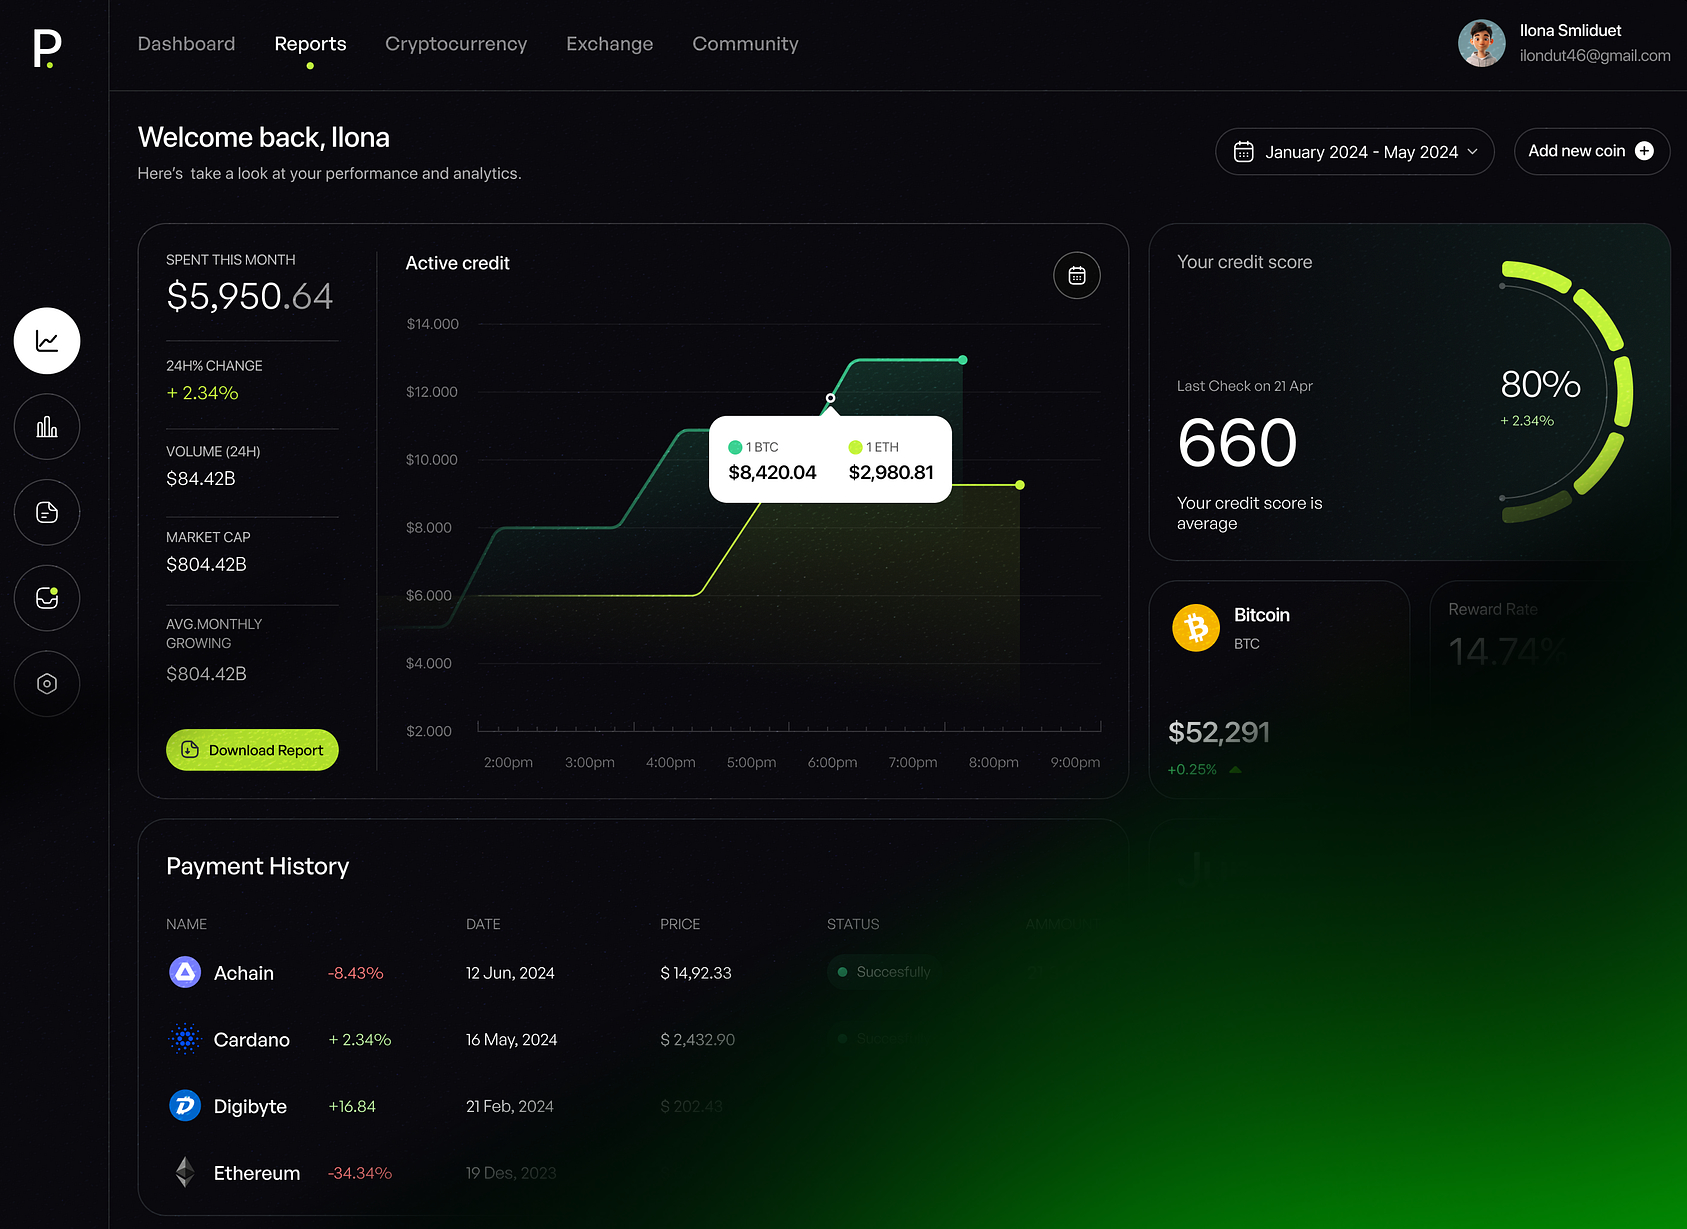 P.
Dashboard
Reports
Cryptocurrency
Exchange
Community
Ilona Smliduet
ilondut46@gmail.com
Welcome back, Ilona
Here's take a look at your performance and analytics.
January 2024 - May 2024
Add new coin
SPENT THIS MONTH
$5,950.64
24H% CHANGE
+ 2.34%
VOLUME (24H)
$84.42B
MARKET CAP
$804.42B
AVG.MONTHLY
GROWING
$804.42B
Download Report
Active credit
$14.000
$12.000
$10.000
$8.000
$6.000
$4.000
$2.000
1 BTC
$8,420.04
1 ETH
$2,980.81
2:00pm
3:00pm
4:00pm
5:00pm
6:00pm
7:00pm
8:00pm
9:00pm
Your credit score
Last Check on 21 Apr
660
Your credit score is
average
80%
+ 2.34%
Bitcoin
BTC
$52,291
+0.25%
Reward Rate
14.74%
Payment History
NAME
DATE
PRICE
STATUS
Achain
-8.43%
12 Jun, 2024
$ 14,92.33
Succesfully
Cardano
+ 2.34%
16 May, 2024
$ 2,432.90
Digibyte
+16.84
21 Feb, 2024
$ 202.43
Ethereum
-34.34%
19 Des, 2023